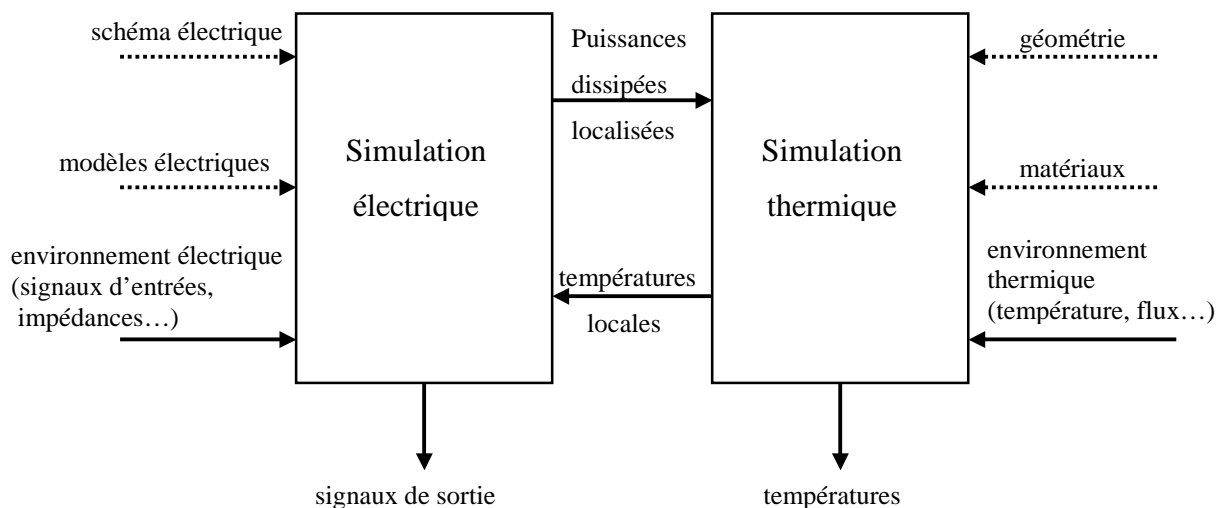 schéma électrique
modèles électriques
environnement électrique
(signaux d’entrées,
impédances…)
Simulation
électrique
Puissances
dissipées
localisées
températures
locales
Simulation
thermique
géométrie
matériaux
environnement
thermique
(température, flux…)
signaux de sortie
températures